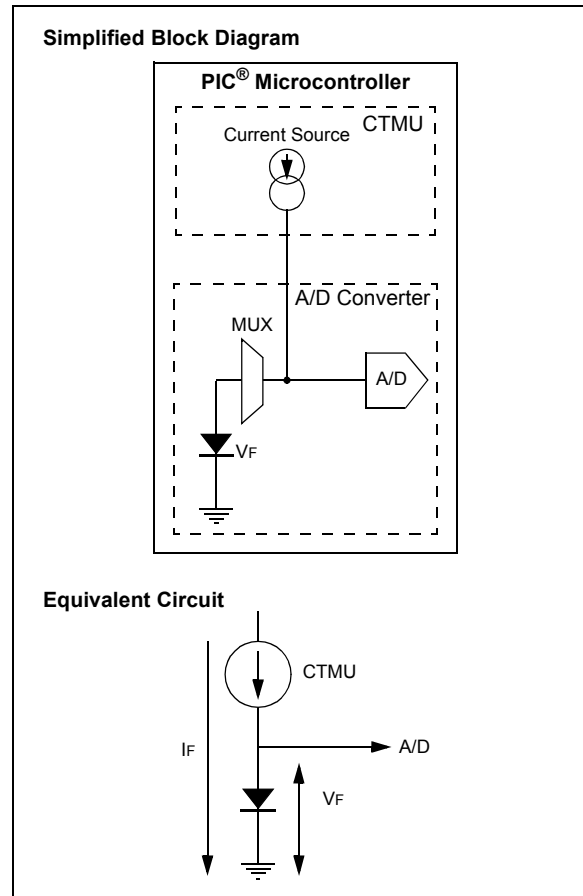 Simplified Block Diagram
PIC® Microcontroller
CTMU
Current Source
A/D Converter
MUX
A/D
VF
Equivalent Circuit
CTMU
A/D
IF
VF